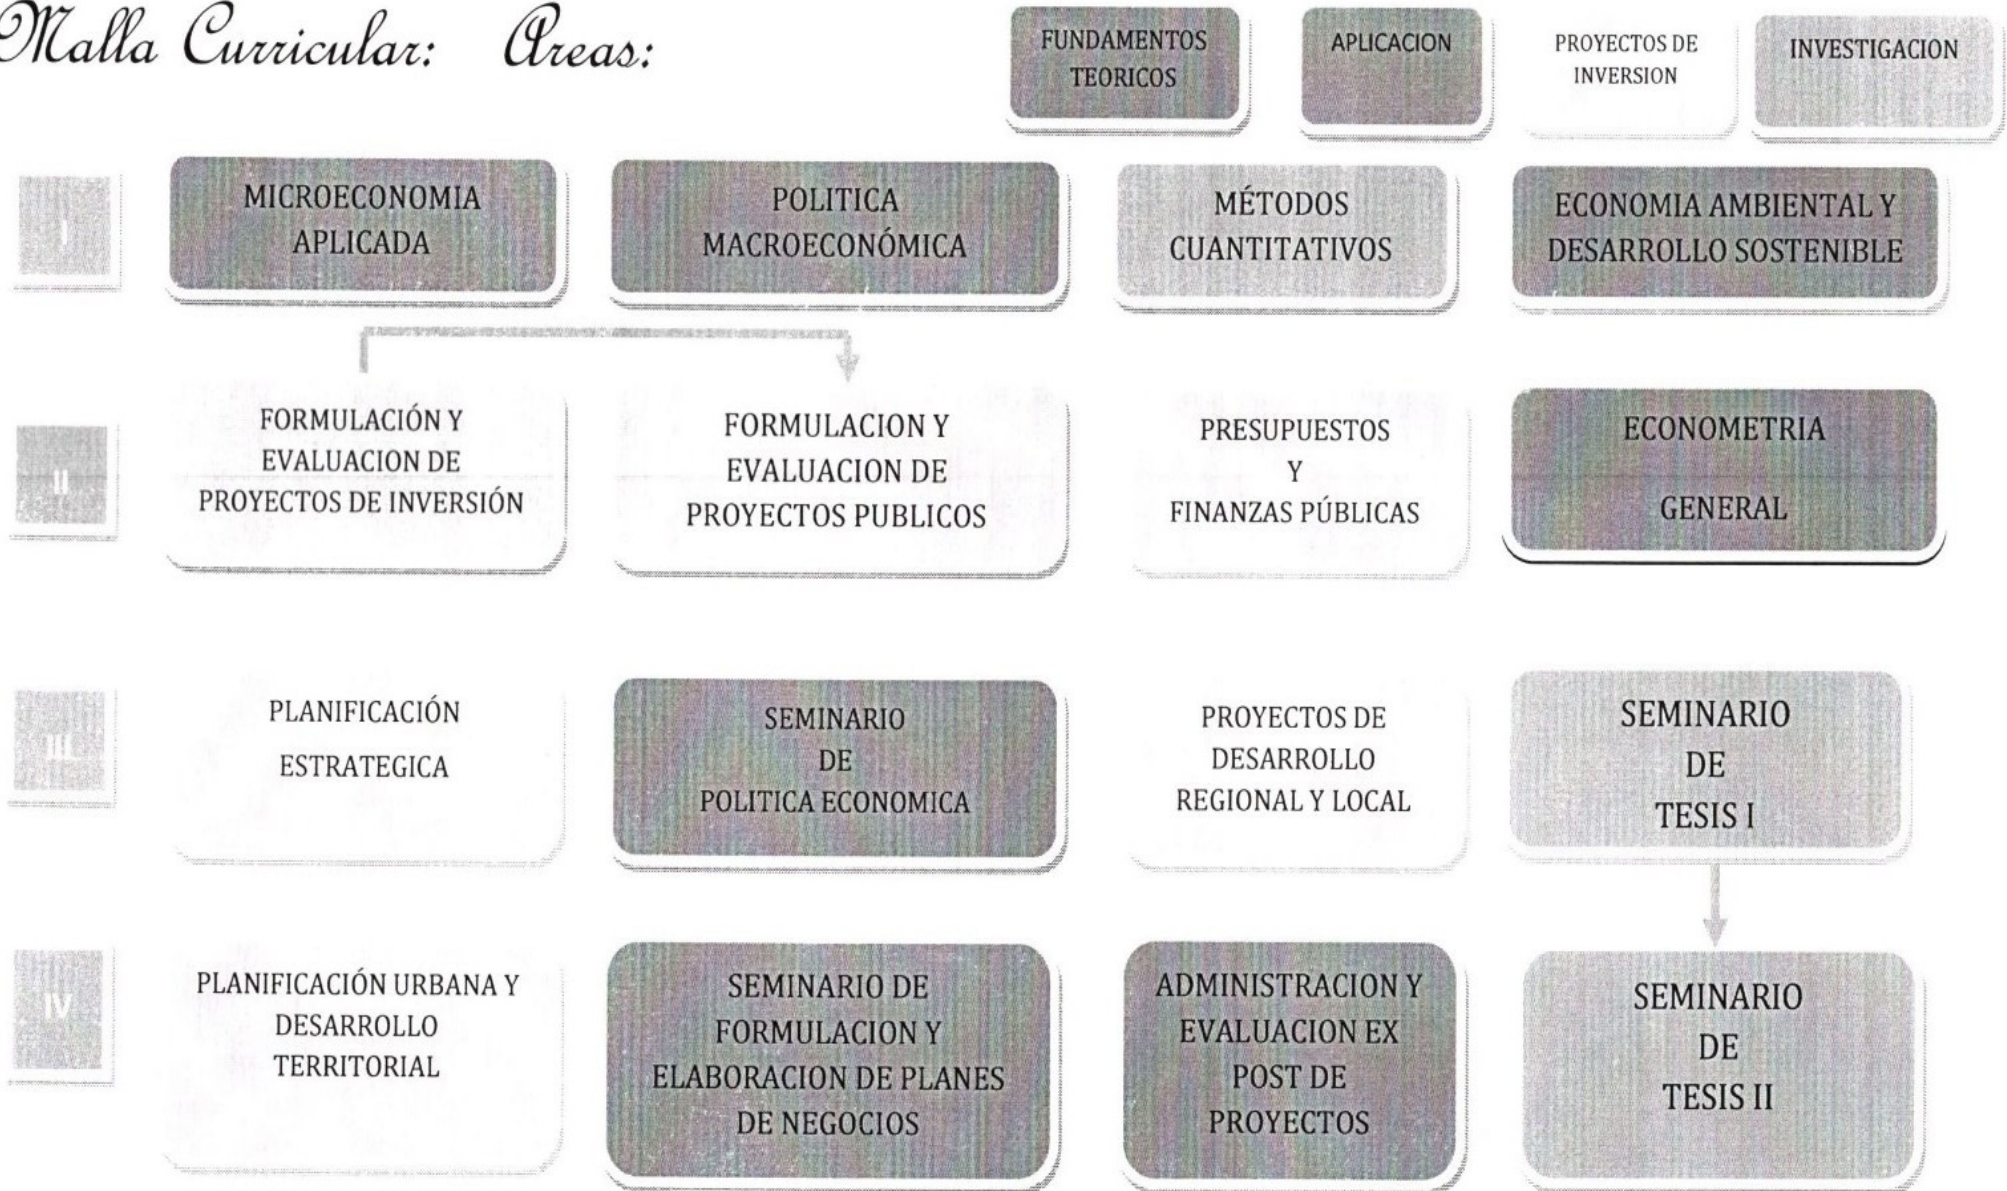 Malla Curricular: Areas:
FUNDAMENTOS
TEORICOS
APLICACION
PROYECTOS DE
INVERSION
INVESTIGACION
I
MICROECONOMIA
APLICADA
POLITICA
MACROECONÓMICA
MÉTODOS
CUANTITATIVOS
ECONOMIA AMBIENTAL Y
DESARROLLO SOSTENIBLE
II
FORMULACIÓN Y
EVALUACION DE
PROYECTOS DE INVERSIÓN
FORMULACION Y
EVALUACION DE
PROYECTOS PUBLICOS
PRESUPUESTOS
Y
FINANZAS PÚBLICAS
ECONOMETRIA
GENERAL
III
PLANIFICACIÓN
ESTRATEGICA
SEMINARIO
DE
POLITICA ECONOMICA
PROYECTOS DE
DESARROLLO
REGIONAL Y LOCAL
SEMINARIO
DE
TESIS I
IV
PLANIFICACIÓN URBANA Y
DESARROLLO
TERRITORIAL
SEMINARIO DE
FORMULACION Y
ELABORACION DE PLANES
DE NEGOCIOS
ADMINISTRACION Y
EVALUACION EX
POST DE
PROYECTOS
SEMINARIO
DE
TESIS II